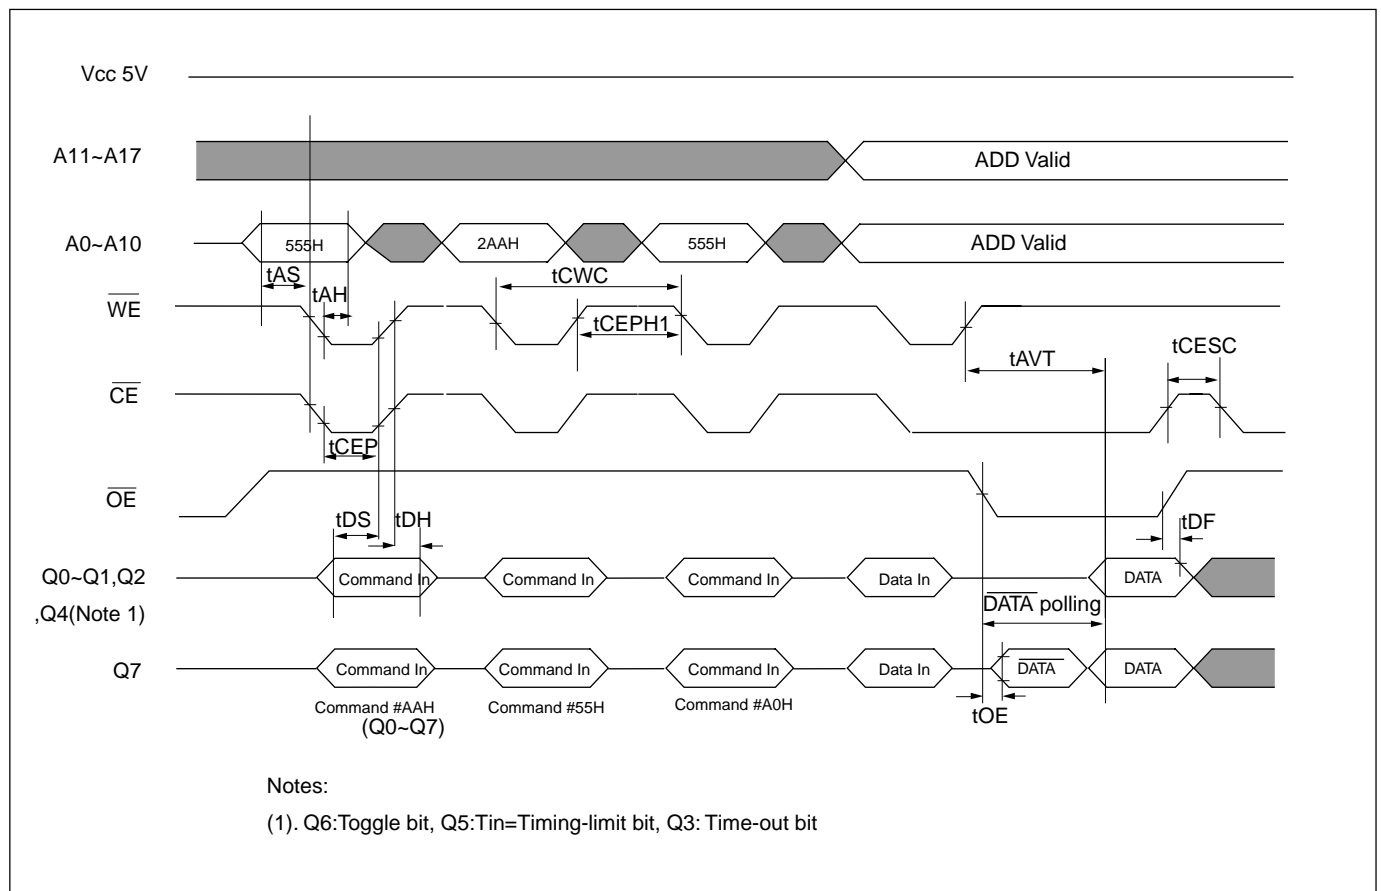 Vcc 5V
A11~A17
ADD Valid
A0~A10
555H
2AAH
555H
ADD Valid
tAS
tAH
tCWC
WE
tCEPH1
tAVT
tCESC
CE
tCEP
OE
tDS
tDH
tDF
Q0~Q1,Q2
,Q4(Note 1)
Command In
Command In
Command In
Data In
DATA
DATA polling
Q7
Command In
Command In
Command In
Data In
DATA
DATA
Command #AAH
Command #55H
Command #A0H
(Q0~Q7)
tOE
Notes:
(1). Q6:Toggle bit, Q5:Tin=Timing-limit bit, Q3: Time-out bit